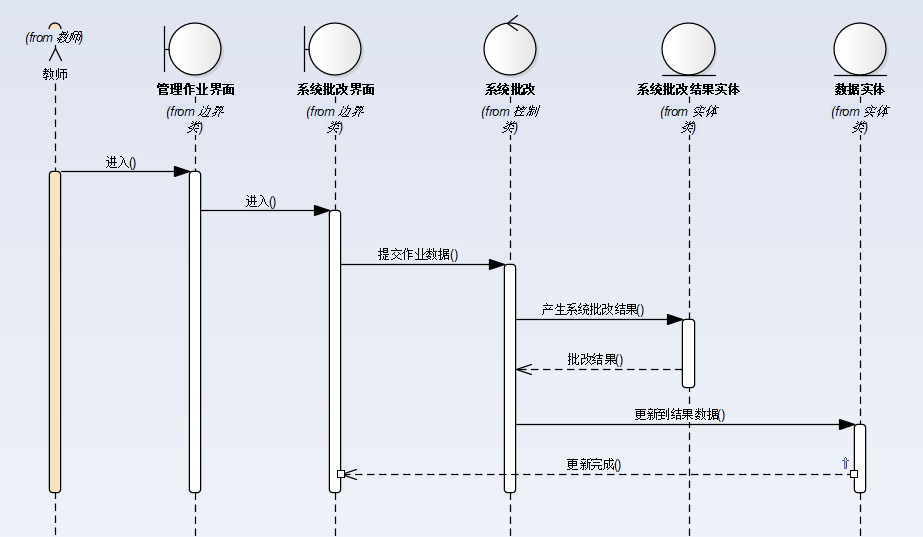 (from 教师)
教师
管理作业界面
(from 边界
类)
系统批改界面
(from 边界
类)
系统批改
(from 控制
类)
系统批改结果实体
(from 实体
类)
数据实体
(from 实体
类)
进入()
进入()
提交作业数据()
产生系统批改结果()
批改结果()
更新到结果数据()
更新完成()